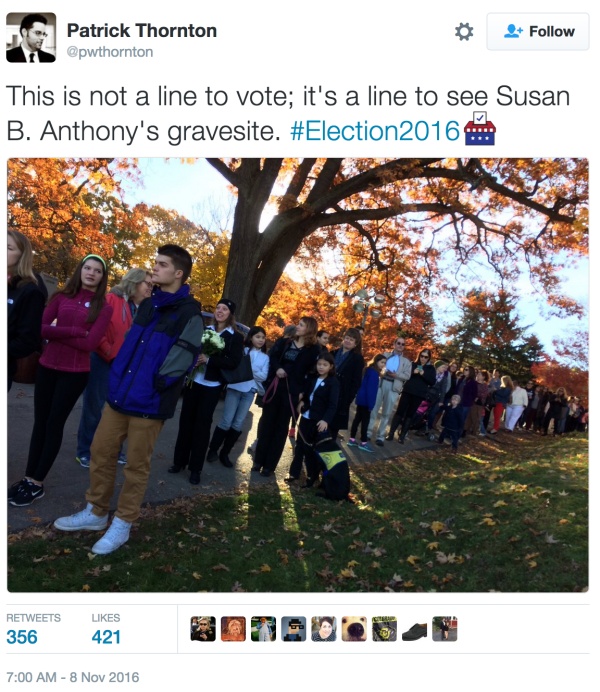 Patrick Thornton
@pwthornton
Follow
This is not a line to vote; it's a line to see Susan
B. Anthony's gravesite. #Election2016
RETWEETS
LIKES
356
421
7:00 AM - 8 Nov 2016